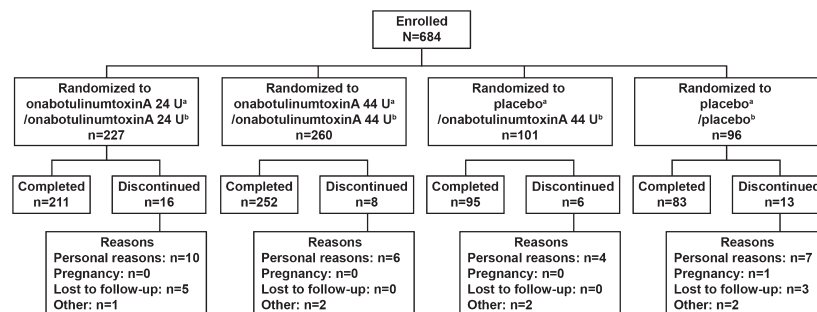 Enrolled
N=684
Randomized to
onabotulinumtoxinA 24 Uᵃ
/onabotulinumtoxinA 24 Uᵇ
n=227
Randomized to
onabotulinumtoxinA 44 Uᵃ
/onabotulinumtoxinA 44 Uᵇ
n=260
Randomized to
placeboᵃ
/onabotulinumtoxinA 44 Uᵇ
n=101
Randomized to
placeboᵃ
/placeboᵇ
n=96
Completed
n=211
Discontinued
n=16
Completed
n=252
Discontinued
n=8
Completed
n=95
Discontinued
n=6
Completed
n=83
Discontinued
n=13
Reasons
Personal reasons: n=10
Pregnancy: n=0
Lost to follow-up: n=5
Other: n=1
Reasons
Personal reasons: n=6
Pregnancy: n=0
Lost to follow-up: n=0
Other: n=2
Reasons
Personal reasons: n=4
Pregnancy: n=0
Lost to follow-up: n=0
Other: n=2
Reasons
Personal reasons: n=7
Pregnancy: n=1
Lost to follow-up: n=3
Other: n=2